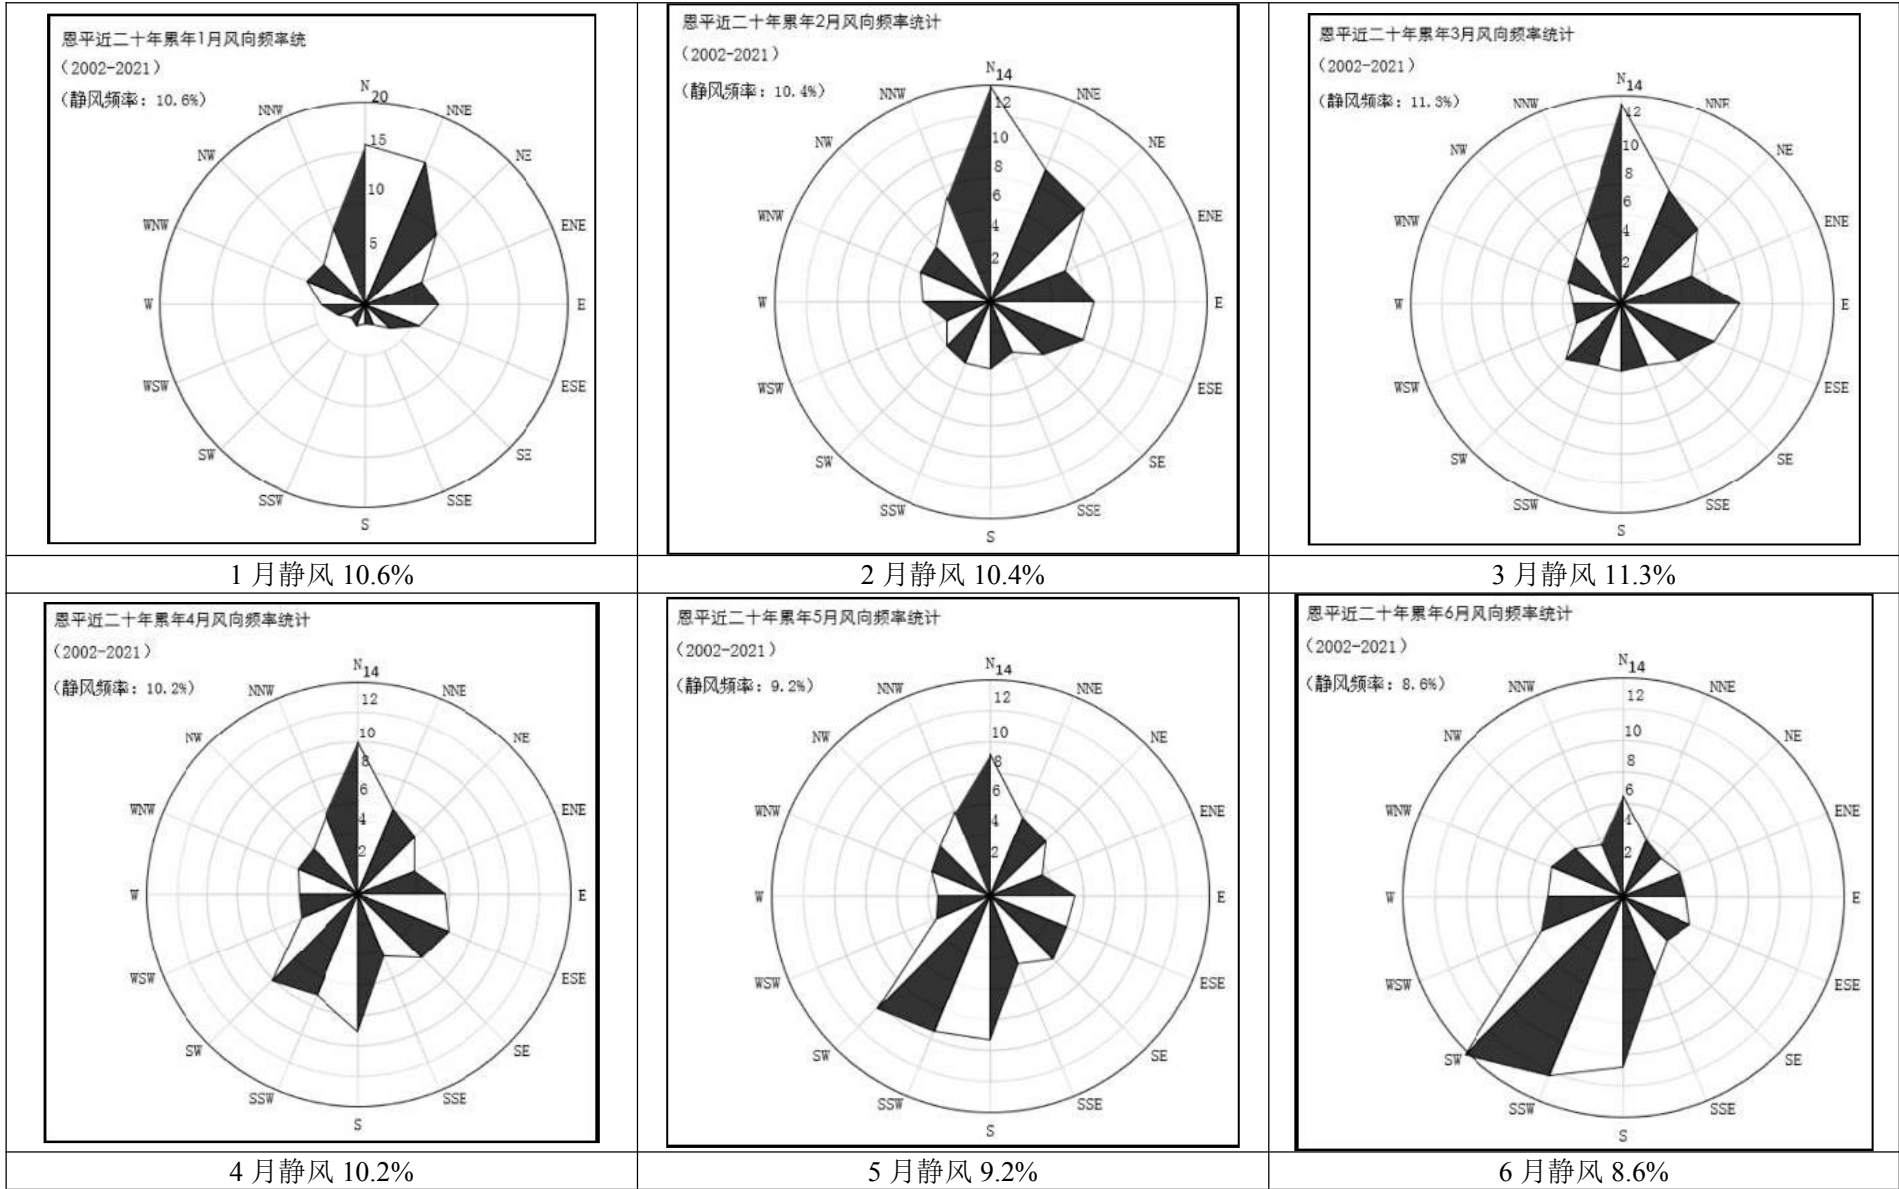 恩平近二十年累年1月风向频率统
（2002-2021）
（静风频率：10.6%）
N
20
NNW
NNE
15
NW
NE
10
WNW
ENE
5
W
E
WSW
ESE
SW
SE
SSW
SSE
S
1 月静风 10.6%
恩平近二十年累年2月风向频率统计
（2002-2021）
（静风频率：10.4%）
N
14
NNW
NNE
12
10
NW
NE
8
6
WNW
ENE
4
2
W
E
WSW
ESE
SW
SE
SSW
SSE
S
2 月静风 10.4%
恩平近二十年累年3月风向频率统计
（2002-2021）
（静风频率：11.3%）
N
14
NNW
NNE
12
10
NW
NE
8
6
WNW
ENE
4
2
W
E
WSW
ESE
SW
SE
SSW
SSE
S
3 月静风 11.3%
恩平近二十年累年4月风向频率统计
（2002-2021）
（静风频率：10.2%）
N
14
NNW
NNE
12
10
NW
NE
8
6
WNW
ENE
4
2
W
E
WSW
ESE
SW
SE
SSW
SSE
S
4 月静风 10.2%
恩平近二十年累年5月风向频率统计
（2002-2021）
（静风频率：9.2%）
N
14
NNW
NNE
12
10
NW
NE
8
6
WNW
ENE
4
2
W
E
WSW
ESE
SW
SE
SSW
SSE
S
5 月静风 9.2%
恩平近二十年累年6月风向频率统计
（2002-2021）
（静风频率：8.6%）
N
14
NNW
NNE
12
10
NW
NE
8
6
WNW
ENE
4
2
W
E
WSW
ESE
SW
SE
SSW
SSE
S
6 月静风 8.6%